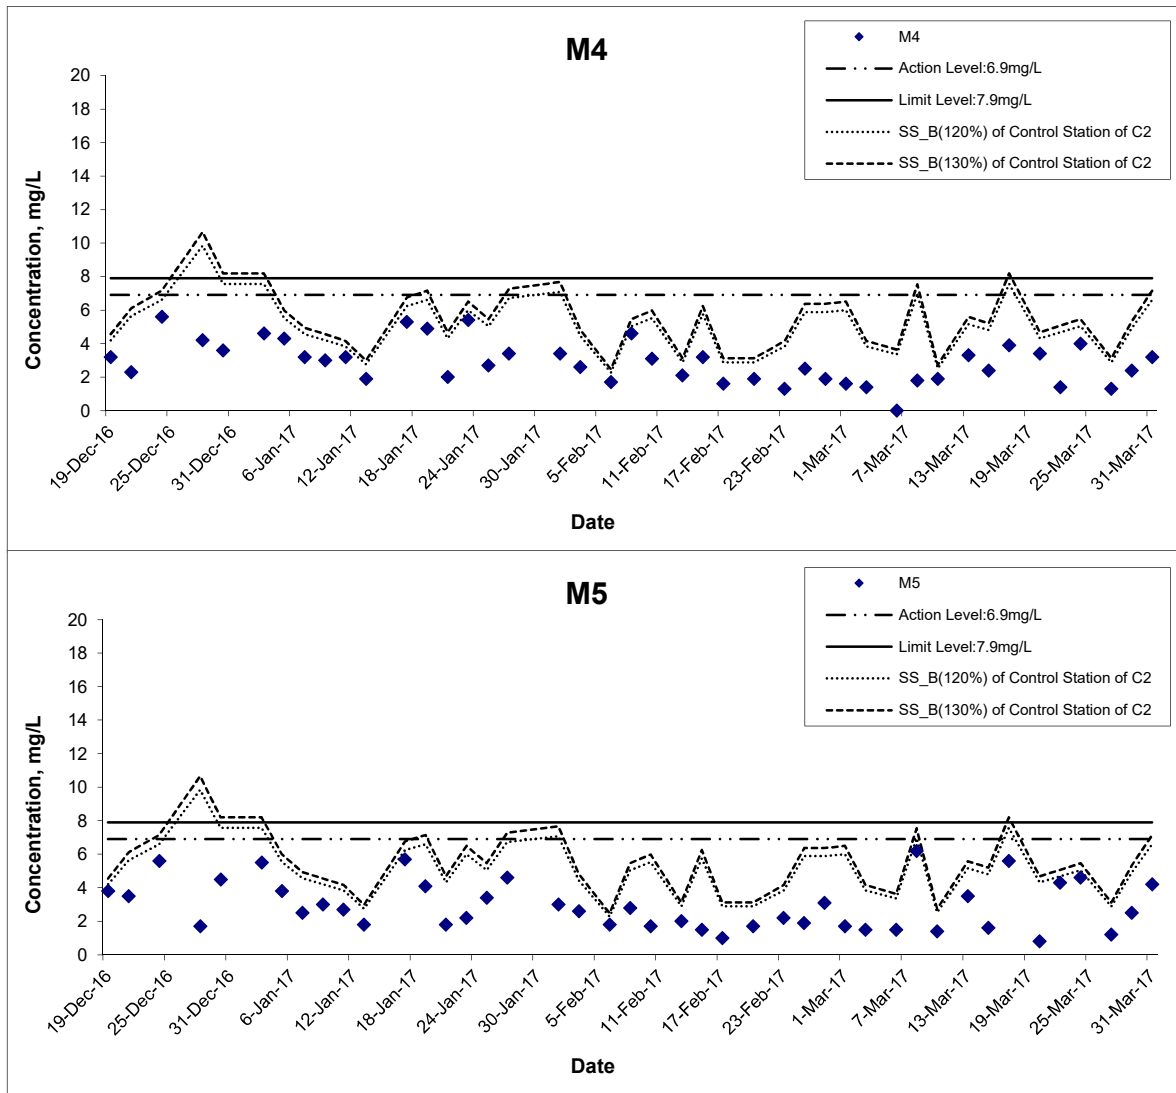 M4
M4
Action Level:6.9mg/L
Limit Level:7.9mg/L
SS_B(120%) of Control Station of C2
SS_B(130%) of Control Station of C2
Concentration, mg/L
20
18
16
14
12
10
8
6
4
2
0
19-Dec-16
25-Dec-16
31-Dec-16
6-Jan-17
12-Jan-17
18-Jan-17
24-Jan-17
30-Jan-17
5-Feb-17
11-Feb-17
17-Feb-17
23-Feb-17
1-Mar-17
7-Mar-17
13-Mar-17
19-Mar-17
25-Mar-17
31-Mar-17
Date
M5
M5
Action Level:6.9mg/L
Limit Level:7.9mg/L
SS_B(120%) of Control Station of C2
SS_B(130%) of Control Station of C2
Concentration, mg/L
20
18
16
14
12
10
8
6
4
2
0
19-Dec-16
25-Dec-16
31-Dec-16
6-Jan-17
12-Jan-17
18-Jan-17
24-Jan-17
30-Jan-17
5-Feb-17
11-Feb-17
17-Feb-17
23-Feb-17
1-Mar-17
7-Mar-17
13-Mar-17
19-Mar-17
25-Mar-17
31-Mar-17
Date